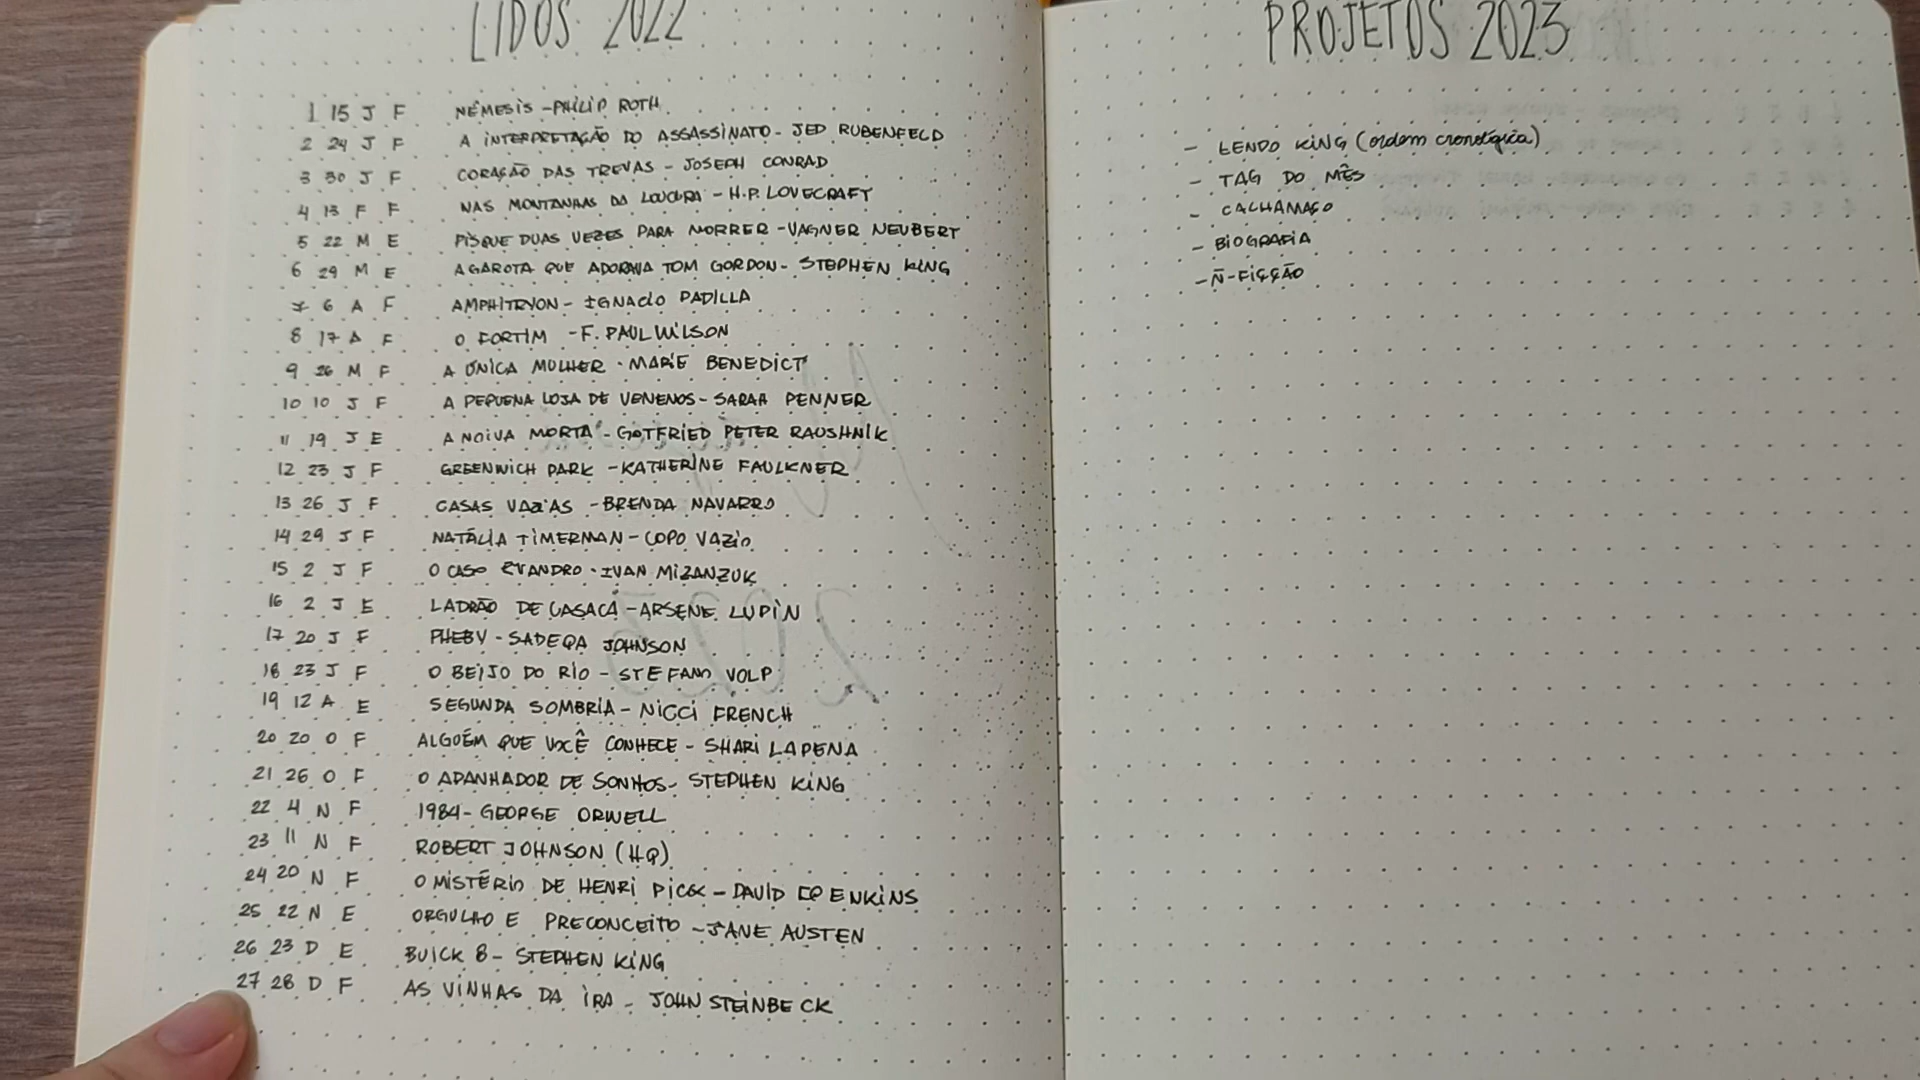 LIDOS 2022
1 15 J F NÊMESIS - PHILIP ROTH
2 24 J F A INTERPRETAÇÃO DO ASSASSINATO - JED RUBENFELD
3 30 J F CORAÇÃO DAS TREVAS - JOSEPH CONRAD
4 13 F F NAS MONTANHAS DA LOUCURA - H.P. LOVECRAFT
5 22 M E PISQUE DUAS VEZES PARA MORRER - VAGNER NEUBERT
6 29 M E A GAROTA QUE ADORAVA TOM GORDON - STEPHEN KING
7 6 A F AMPHITRYON - IGNACIO PADILLA
8 17 A F O FORTIM - F. PAUL WILSON
9 26 M F A ÚNICA MULHER - MARIE BENEDICT
10 10 J F A PEQUENA LOJA DE VENENOS - SARAH PENNER
11 19 J E A NOIVA MORTA - GOTFRIED PETER RAUSHNIK
12 23 J F GREENWICH PARK - KATHERINE FAULKNER
13 26 J F CASAS VAZIAS - BRENDA NAVARRO
14 29 J F NATÁLIA TIMERMAN - COPO VAZIO
15 2 J F O CASO EVANDRO - IVAN MIZANZUK
16 2 J E LADRÃO DE CASACA - ARSENE LUPIN
17 20 J F PHEBY - SADEQA JOHNSON
18 23 J F O BEIJO DO RIO - STEFANO VOLP
19 12 A E SEGUNDA SOMBRIA - NICCI FRENCH
20 20 O F ALGUÉM QUE VOCÊ CONHECE - SHARI LAPENA
21 26 O F O APANHADOR DE SONHOS - STEPHEN KING
22 4 N F 1984 - GEORGE ORWELL
23 11 N F ROBERT JOHNSON (HQ)
24 20 N F O MISTÉRIO DE HENRI PICK - DAVID ENKINS
25 22 N E ORGULHO E PRECONCEITO - JANE AUSTEN
26 23 D E BUICK 8 - STEPHEN KING
27 28 D F AS VINHAS DA IRA - JOHN STEINBECK
PROJETOS 2023
- LENDO KING (ordem cronológica)
- TAG DO MÊS
- CALHAMAÇO
- BIOGRAFIA
- Ñ-FICÇÃO